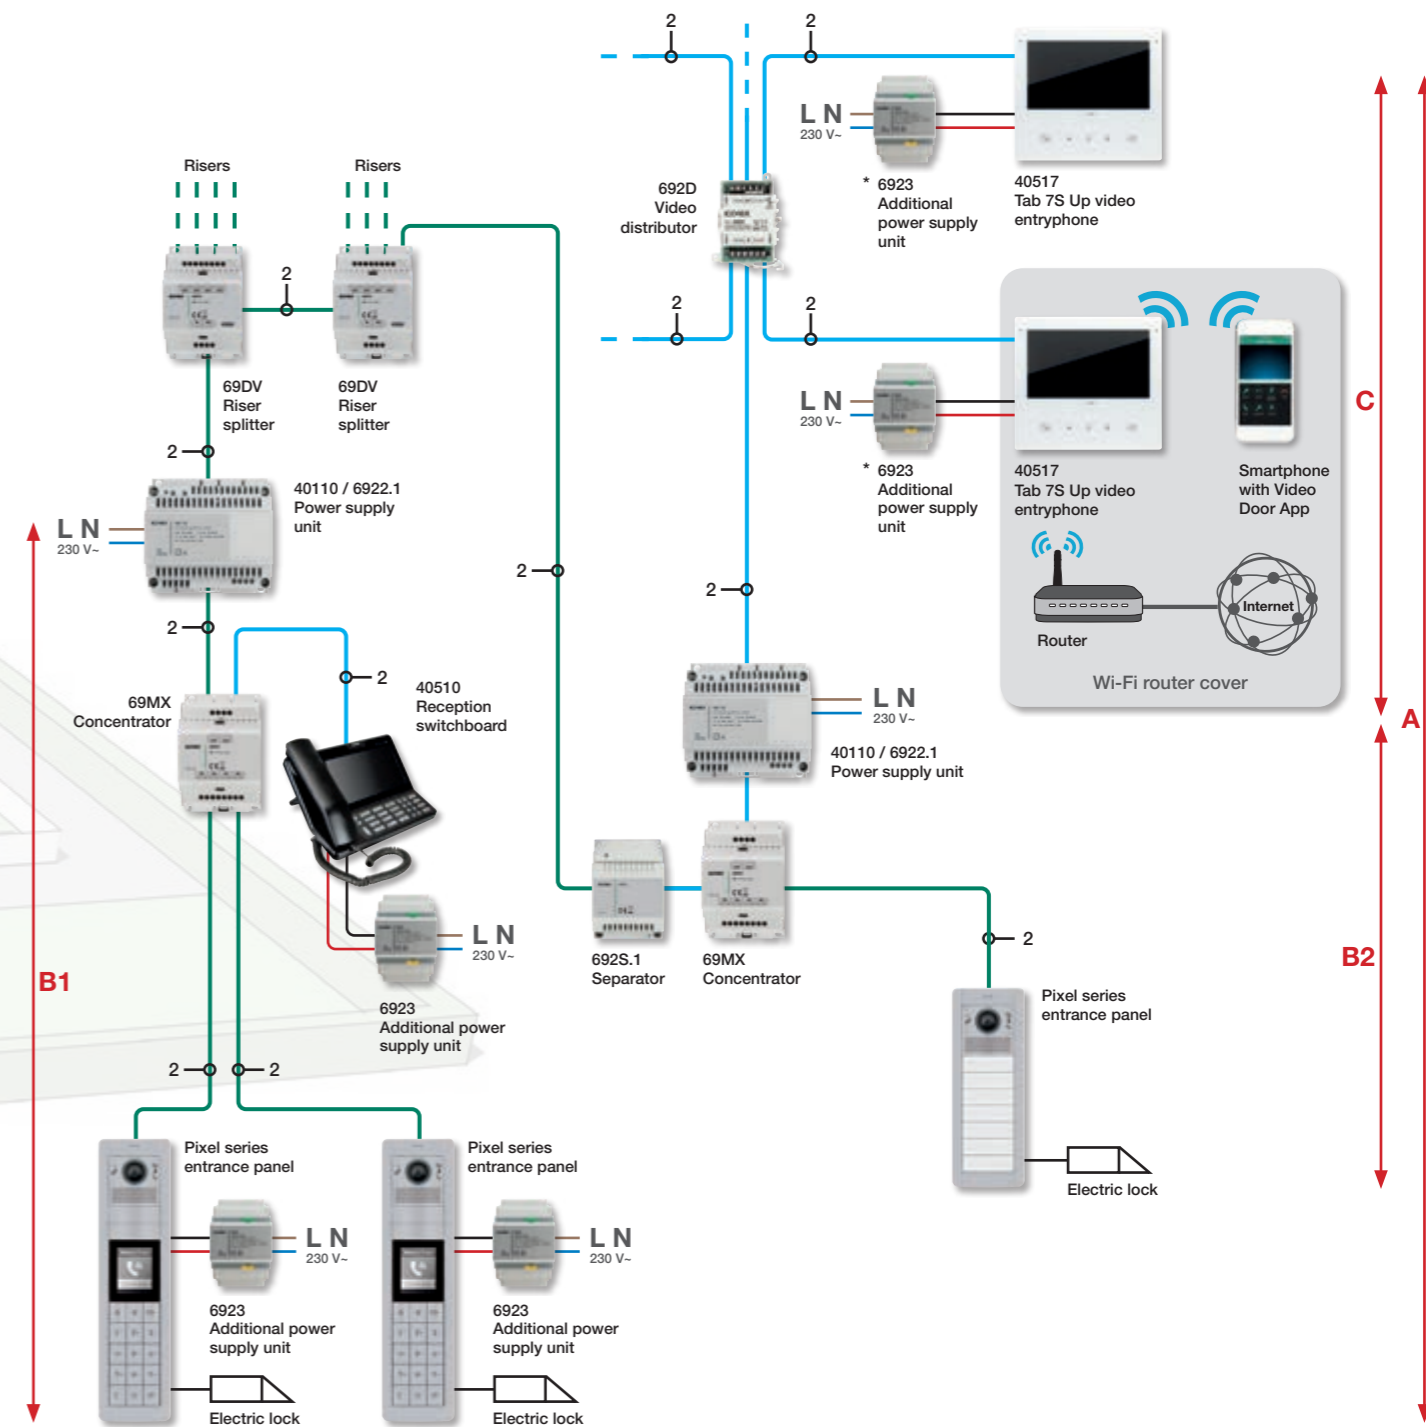 2
2
L N
230 V~
* 6923
Additional
power supply
unit
40517
Tab 7S Up video
entryphone
692D
Video
distributor
Risers
Risers
2
2
2
69DV
Riser
splitter
69DV
Riser
splitter
L N
230 V~
* 6923
Additional
power supply
unit
40517
Tab 7S Up video
entryphone
Smartphone
with Video
Door App
Router
Internet
Wi-Fi router cover
C
A
2
40110 / 6922.1
Power supply
unit
L N
230 V~
2
2
2
2
69MX
Concentrator
40510
Reception
switchboard
L N
230 V~
40110 / 6922.1
Power supply unit
L N
230 V~
6923
Additional power
supply unit
692S.1
Separator
69MX
Concentrator
2
B1
B2
Pixel series
entrance panel
Electric lock
2
2
Pixel series
entrance panel
Pixel series
entrance panel
L N
230 V~
L N
230 V~
6923
Additional power
supply unit
6923
Additional power
supply unit
Electric lock
Electric lock